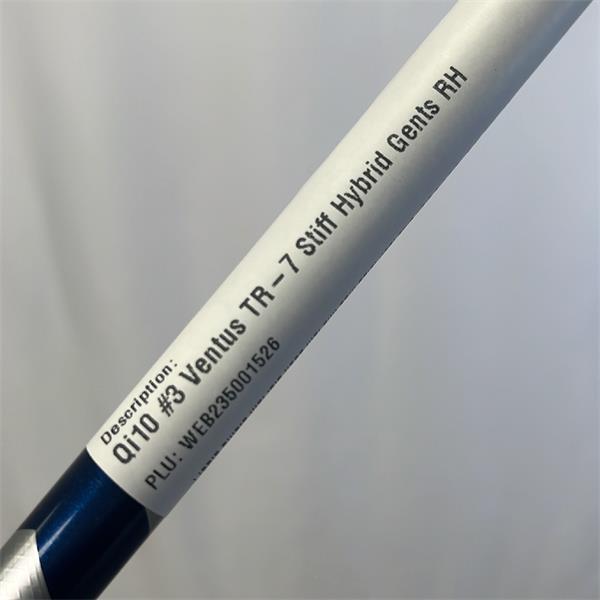 Description:
Qi10 #3 Ventus TR – 7 Stiff Hybrid Gents RH
PLU: WEB235001526